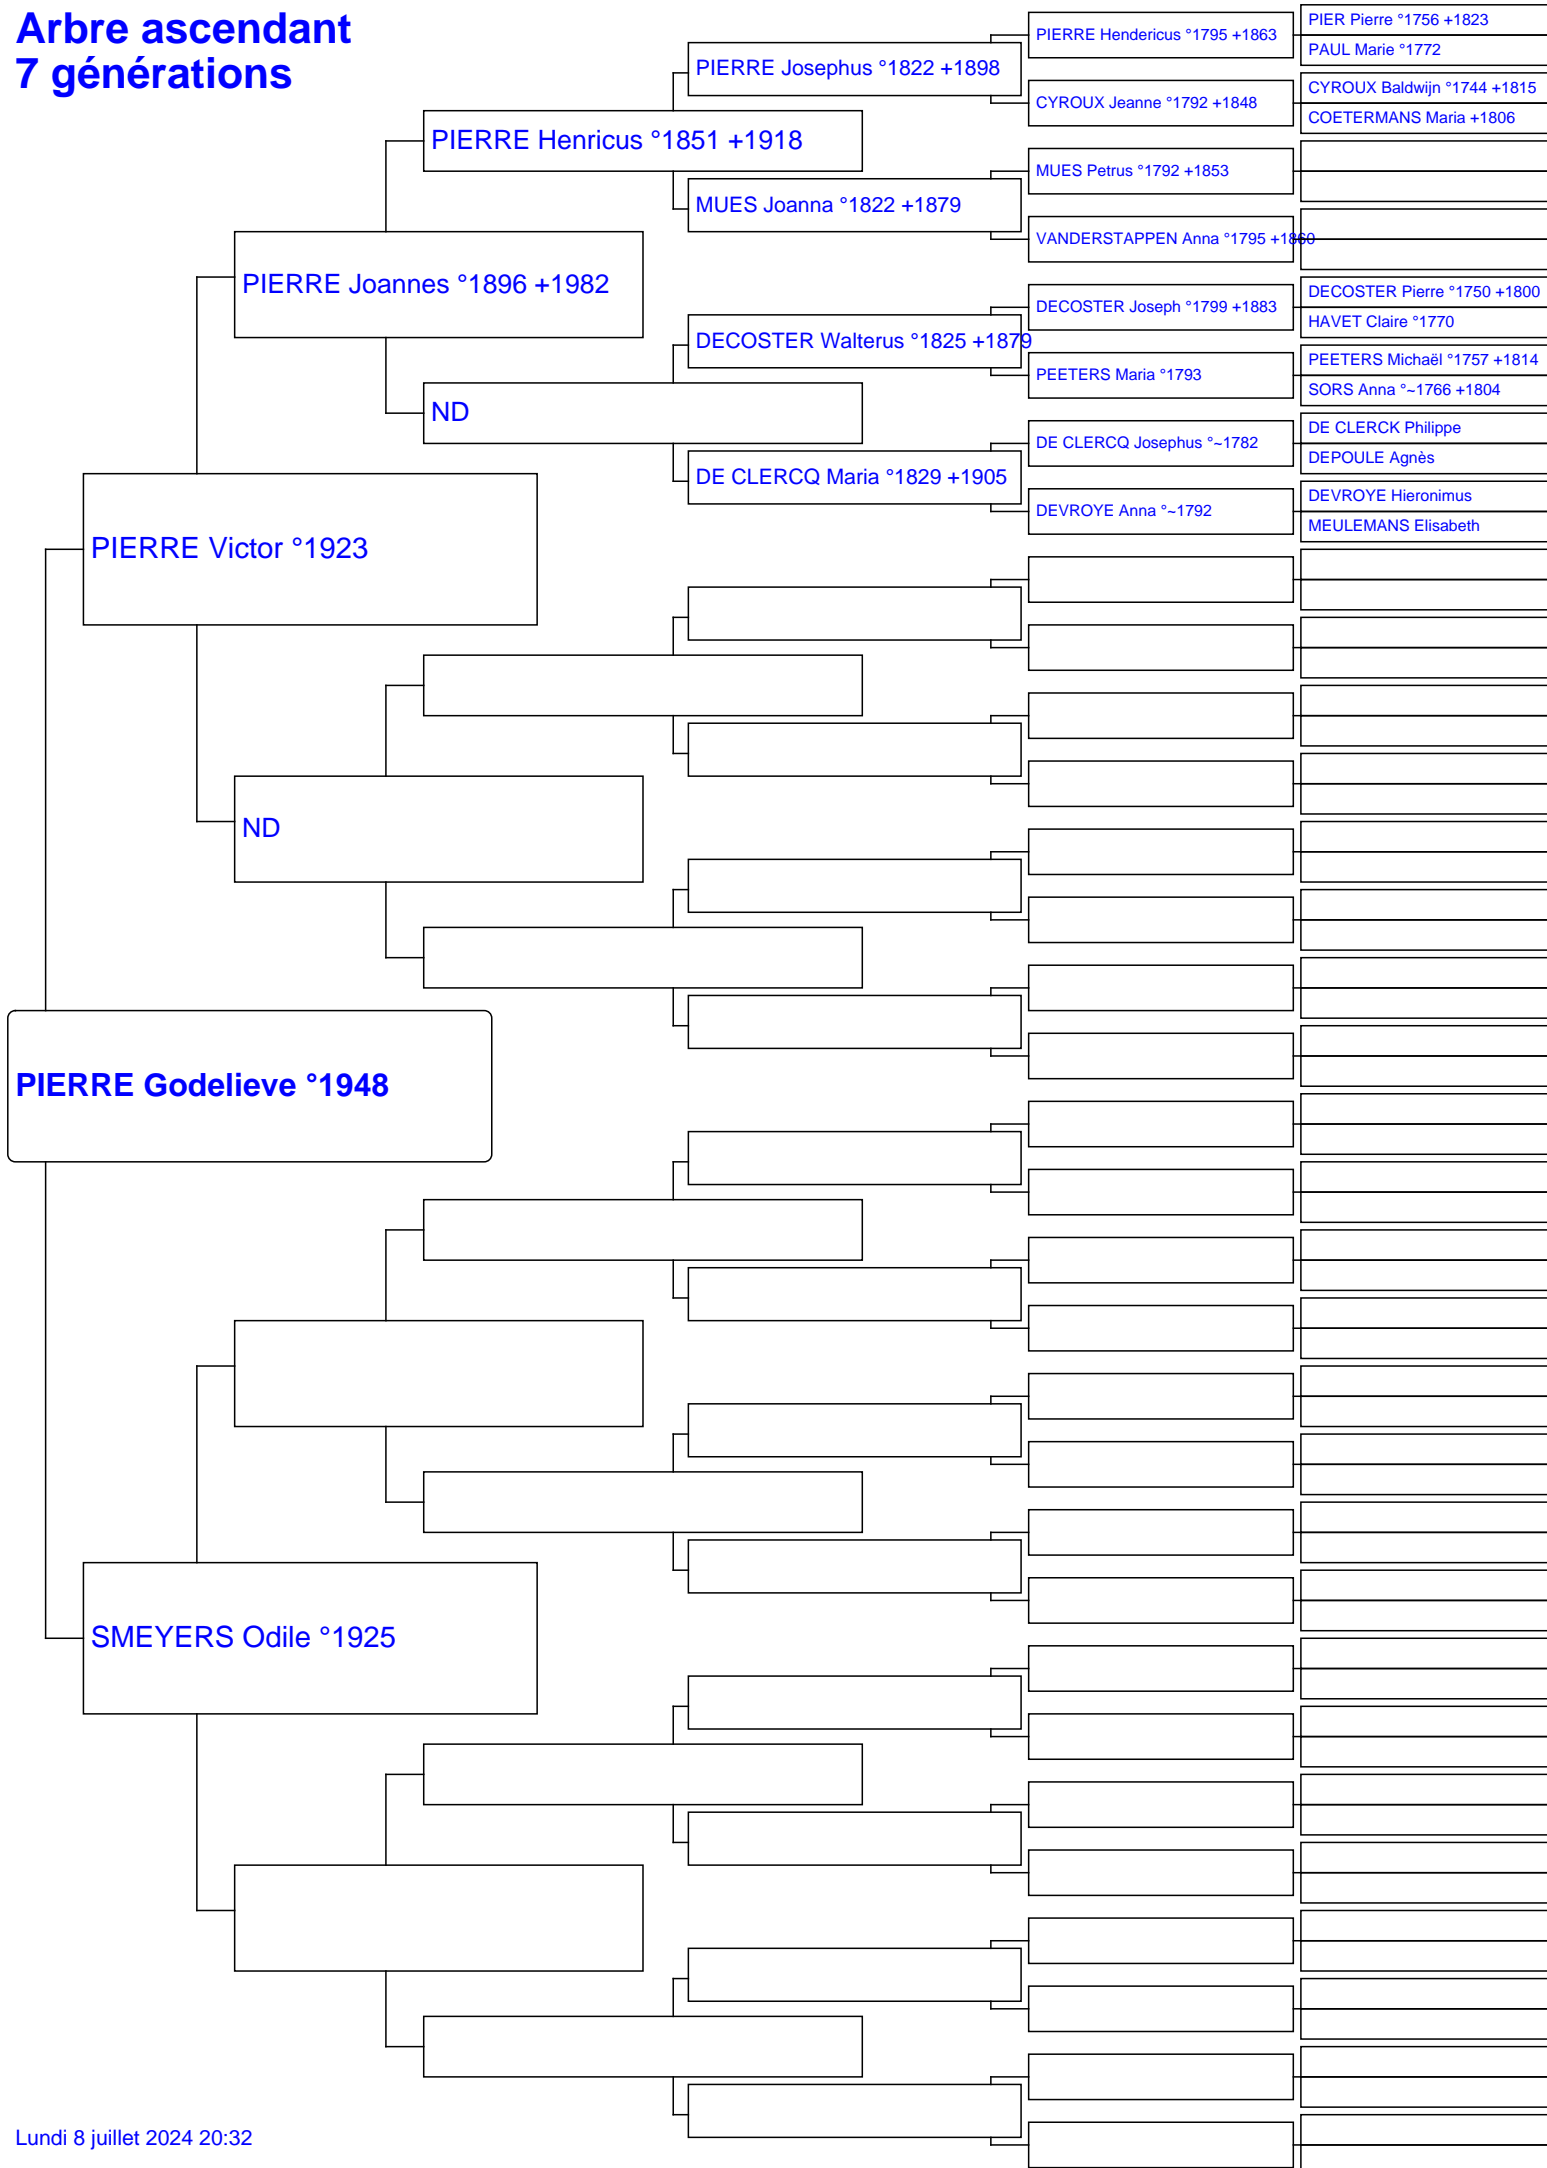 Arbre ascendant
7 générations
PIERRE Godelieve °1948
PIERRE Victor °1923
SMEYERS Odile °1925
PIERRE Joannes °1896 +1982
ND
PIERRE Henricus °1851 +1918
ND
PIERRE Josephus °1822 +1898
MUES Joanna °1822 +1879
DECOSTER Walterus °1825 +1879
DE CLERCQ Maria °1829 +1905
PIERRE Hendericus °1795 +1863
CYROUX Jeanne °1792 +1848
MUES Petrus °1792 +1853
VANDERSTAPPEN Anna °1795 +1860
DECOSTER Joseph °1799 +1883
PEETERS Maria °1793
DE CLERCQ Josephus °~1782
DEVROYE Anna °~1792
PIER Pierre °1756 +1823
PAUL Marie °1772
CYROUX Baldwijn °1744 +1815
COETERMANS Maria +1806
DECOSTER Pierre °1750 +1800
HAVET Claire °1770
PEETERS Michaël °1757 +1814
SORS Anna °~1766 +1804
DE CLERCK Philippe
DEPOULE Agnès
DEVROYE Hieronimus
MEULEMANS Elisabeth
Lundi 8 juillet 2024 20:32